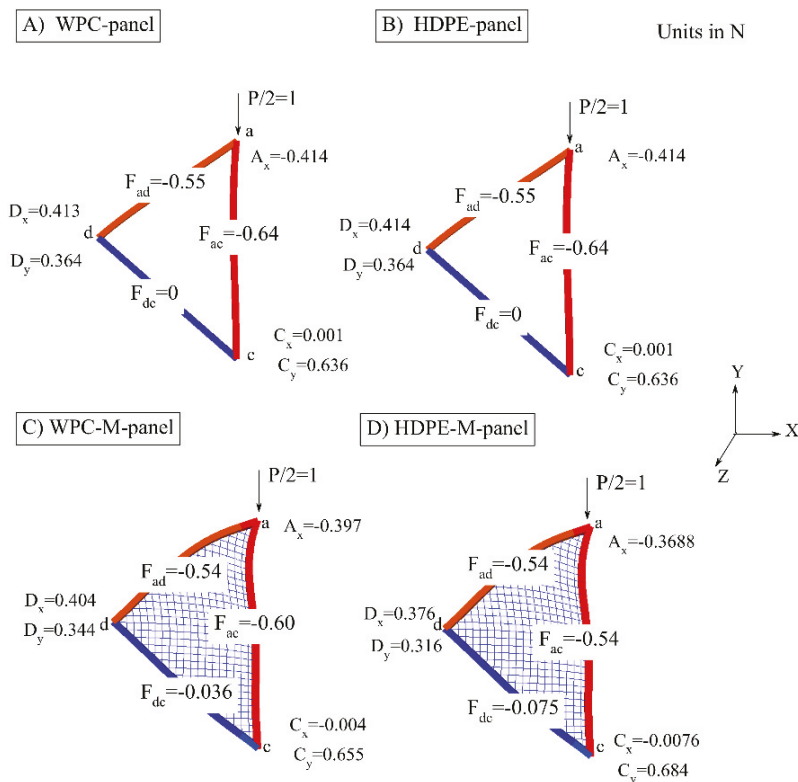 A) WPC-panel
P/2=1
a
A_x=-0.414
F_ad=-0.55
D_x=0.413
d
D_y=0.364
F_ac=-0.64
F_dc=0
C_x=0.001
c
C_y=0.636
B) HDPE-panel
Units in N
P/2=1
a
A_x=-0.414
F_ad=-0.55
D_x=0.414
d
D_y=0.364
F_ac=-0.64
F_dc=0
C_x=0.001
c
C_y=0.636
Y
X
Z
C) WPC-M-panel
P/2=1
a
A_x=-0.397
F_ad=-0.54
D_x=0.404
d
D_y=0.344
F_ac=-0.60
F_dc=-0.036
C_x=-0.004
c
C_y=0.655
D) HDPE-M-panel
P/2=1
a
A_x=-0.3688
F_ad=-0.54
D_x=0.376
d
D_y=0.316
F_ac=-0.54
F_dc=-0.075
C_x=-0.0076
c
C_y=0.684